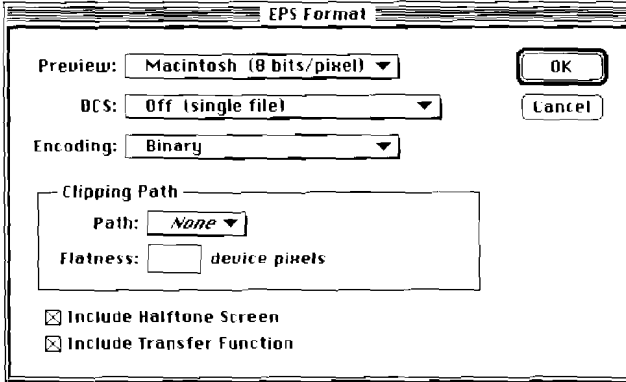 EPS Format
Preview: Macintosh (8 bits/pixel)
OK
DCS: Off (single file)
Cancel
Encoding: Binary
Clipping Path
Path: None
Flatness: device pixels
Include Halftone Screen
Include Transfer Function